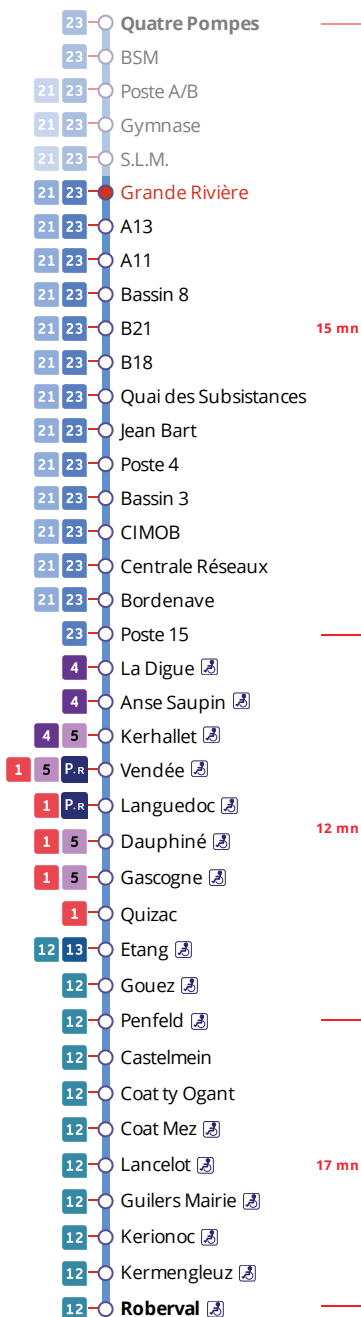 23 Quatre Pompes
23 BSM
21 23 Poste A/B
21 23 Gymnase
21 23 S.L.M.
21 23 Grande Rivière
21 23 A13
21 23 A11
21 23 Bassin 8
21 23 B21 15 mn
21 23 B18
21 23 Quai des Subsistances
21 23 Jean Bart
21 23 Poste 4
21 23 Bassin 3
21 23 CIMOB
21 23 Centrale Réseaux
21 23 Bordenave
23 Poste 15
4 La Digue
4 Anse Saupin
4 5 Kerhallet
1 5 P.R Vendée
1 P.R Languedoc
12 mn
1 5 Dauphiné
1 5 Gascogne
1 Quizac
12 13 Etang
12 Gouez
12 Penfeld
12 Castelmein
12 Coat ty Ogant
12 Coat Mez
12 Lancelot 17 mn
12 Guilers Mairie
12 Kerionoc
12 Kermengleuz
12 Roberval